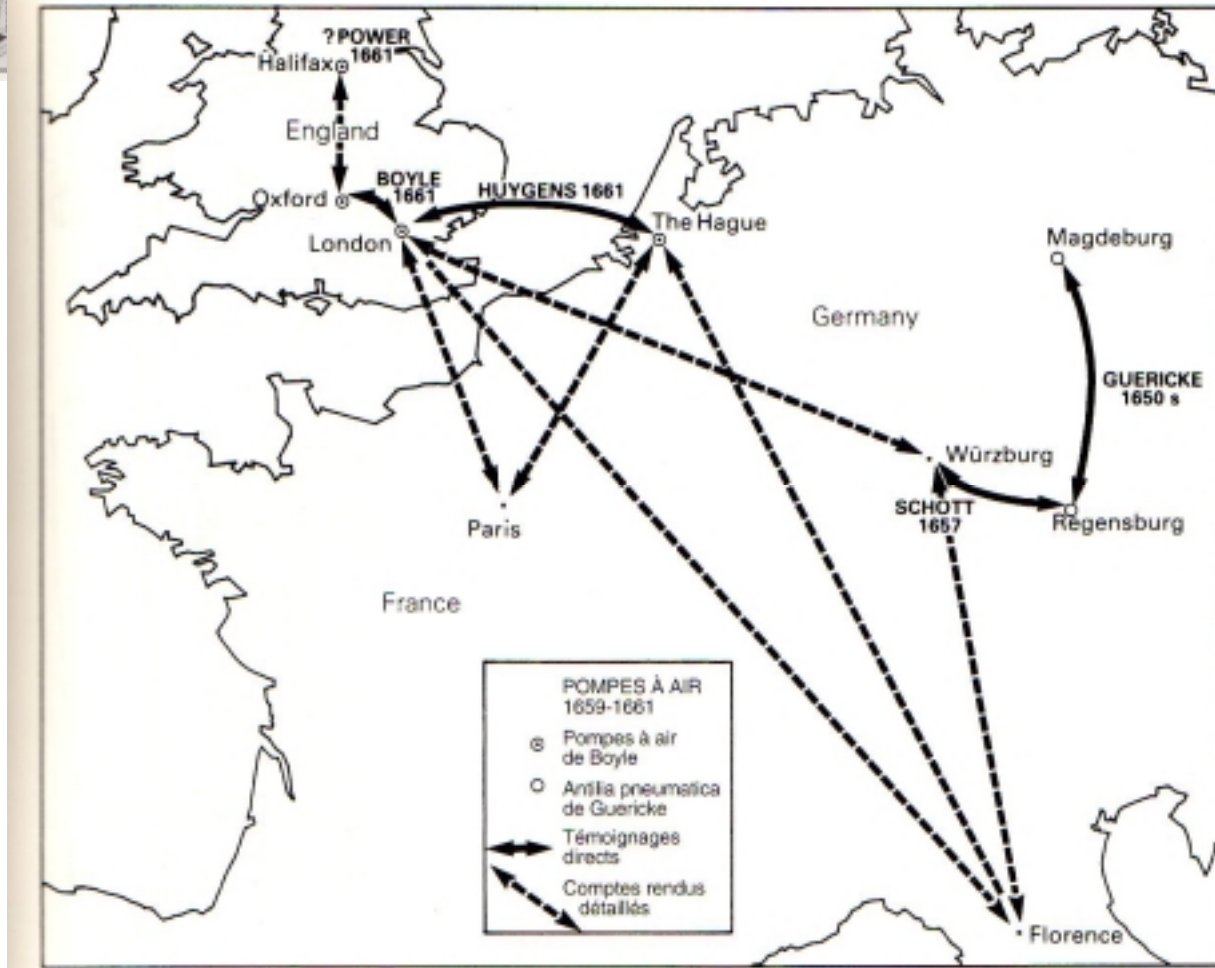 ? POWER
1661
Halifax
England
Oxford
BOYLE
1661
HUYGENS 1661
London
The Hague
Magdeburg
Germany
GUERICKE
1650 s
Würzburg
SCHOTT
1657
Regensburg
Paris
France
POMPES À AIR
1659-1661
Pompes à air
de Boyle
Antilia pneumatica
de Guericke
Témoignages
directs
Comptes rendus
détaillés
Florence